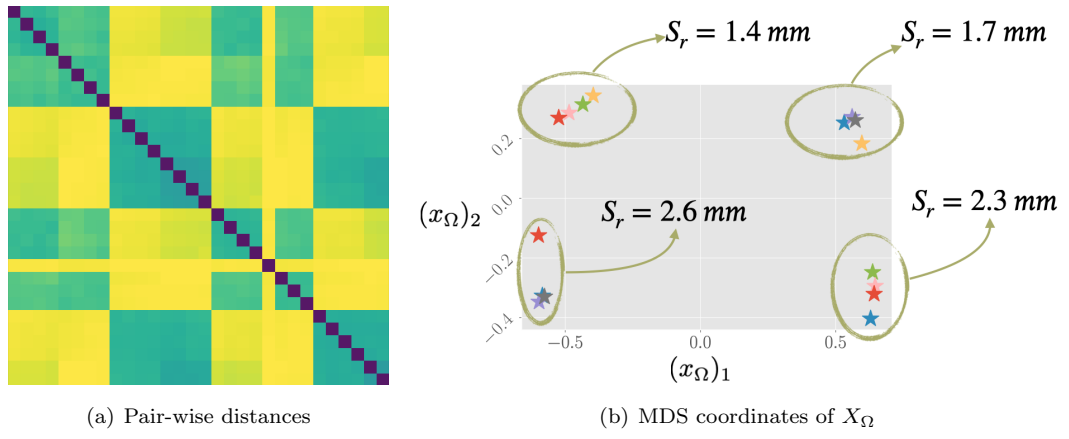 S_r = 1.4 mm
S_r = 1.7 mm
0.2
0.0
(x_Ω)_2
S_r = 2.6 mm
S_r = 2.3 mm
−0.2
−0.4
−0.5 0.0 0.5
(x_Ω)_1
(a) Pair-wise distances
(b) MDS coordinates of X_Ω